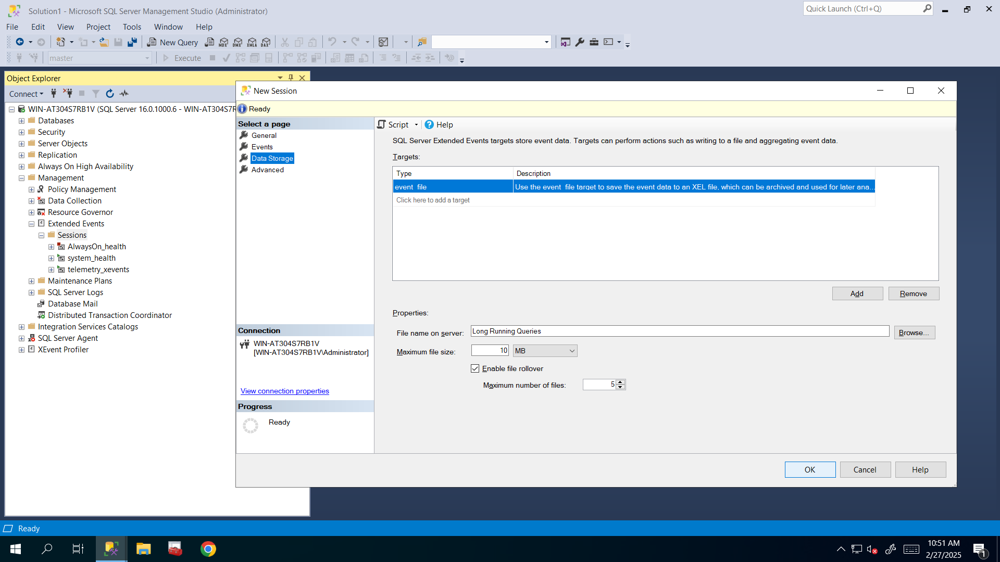 Solution1 - Microsoft SQL Server Management Studio (Administrator)
Quick Launch (Ctrl+Q)
File Edit View Project Tools Window Help
New Query
MDX DMX XMLA DAX
master
Execute
Object Explorer
Connect
WIN-AT304S7RB1V (SQL Server 16.0.1000.6 - WIN-AT304S7R
Databases
Security
Server Objects
Replication
Always On High Availability
Management
Policy Management
Data Collection
Resource Governor
Extended Events
Sessions
AlwaysOn_health
system_health
telemetry_xevents
Maintenance Plans
SQL Server Logs
Database Mail
Distributed Transaction Coordinator
Integration Services Catalogs
SQL Server Agent
XEvent Profiler
New Session
Ready
Select a page
General
Events
Data Storage
Advanced
Connection
WIN-AT304S7RB1V
[WIN-AT304S7RB1V\Administrator]
View connection properties
Progress
Ready
Script Help
SQL Server Extended Events targets store event data. Targets can perform actions such as writing to a file and aggregating event data.
Targets:
Type Description
event_file Use the event_file target to save the event data to an XEL file, which can be archived and used for later ana...
Click here to add a target
Add Remove
Properties:
File name on server: Long Running Queries Browse...
Maximum file size: 10 MB
Enable file rollover
Maximum number of files: 5
OK Cancel Help
Ready
10:51 AM
2/27/2025
1